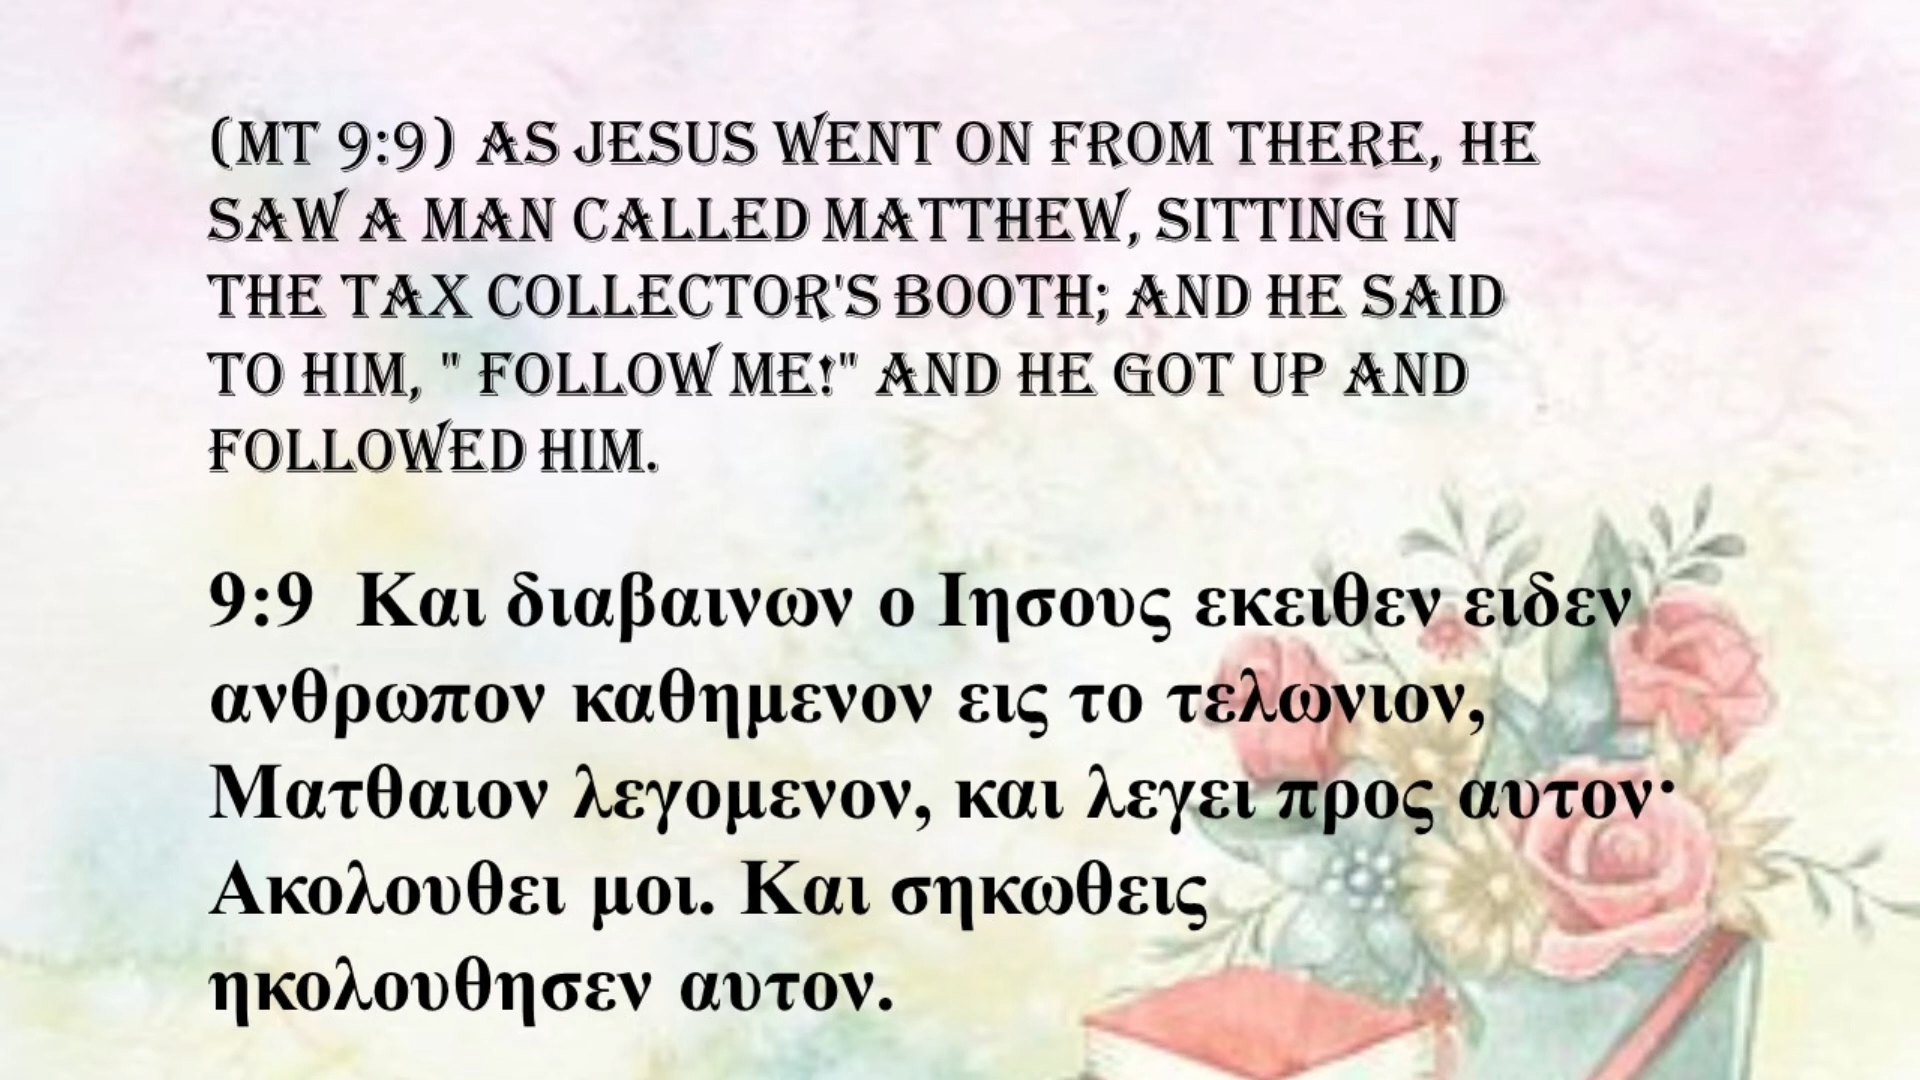 (MT 9:9) AS JESUS WENT ON FROM THERE, HE
SAW A MAN CALLED MATTHEW, SITTING IN
THE TAX COLLECTOR'S BOOTH; AND HE SAID
TO HIM, " FOLLOW ME!" AND HE GOT UP AND
FOLLOWED HIM.
9:9 Και διαβαινων ο Ιησους εκειθεν ειδεν
ανθρωπον καθημενον εις το τελωνιον,
Ματθαιον λεγομενον, και λεγει προς αυτον·
Ακολουθει μοι. Και σηκωθεις
ηκολουθησεν αυτον.